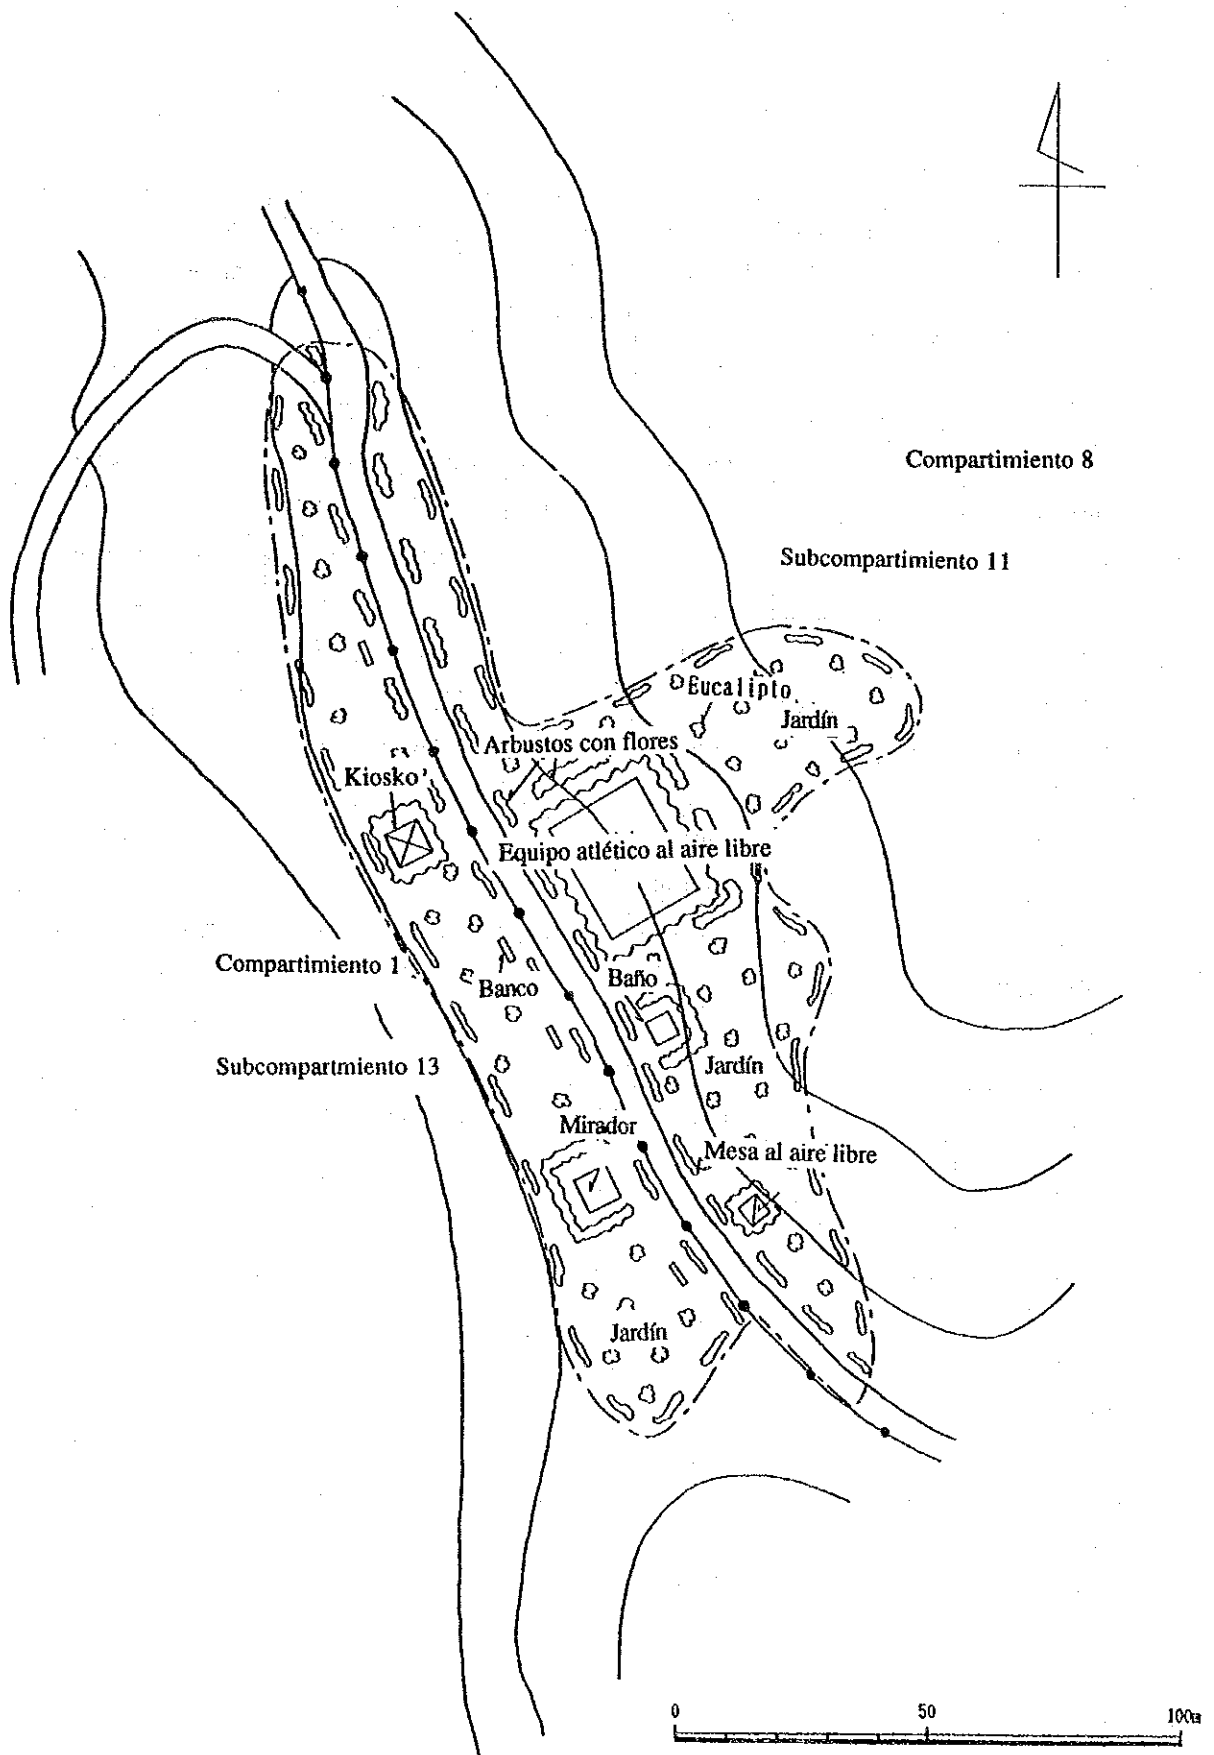 Compartimiento 8
Subcompartimiento 11
Eucalipto
Jardín
Arbustos con flores
Kiosko
Equipo atlético al aire libre
Compartimiento 1
Banco
Baño
Subcompartmiento 13
Jardín
Mirador
Mesa al aire libre
Jardín
0 50 100m